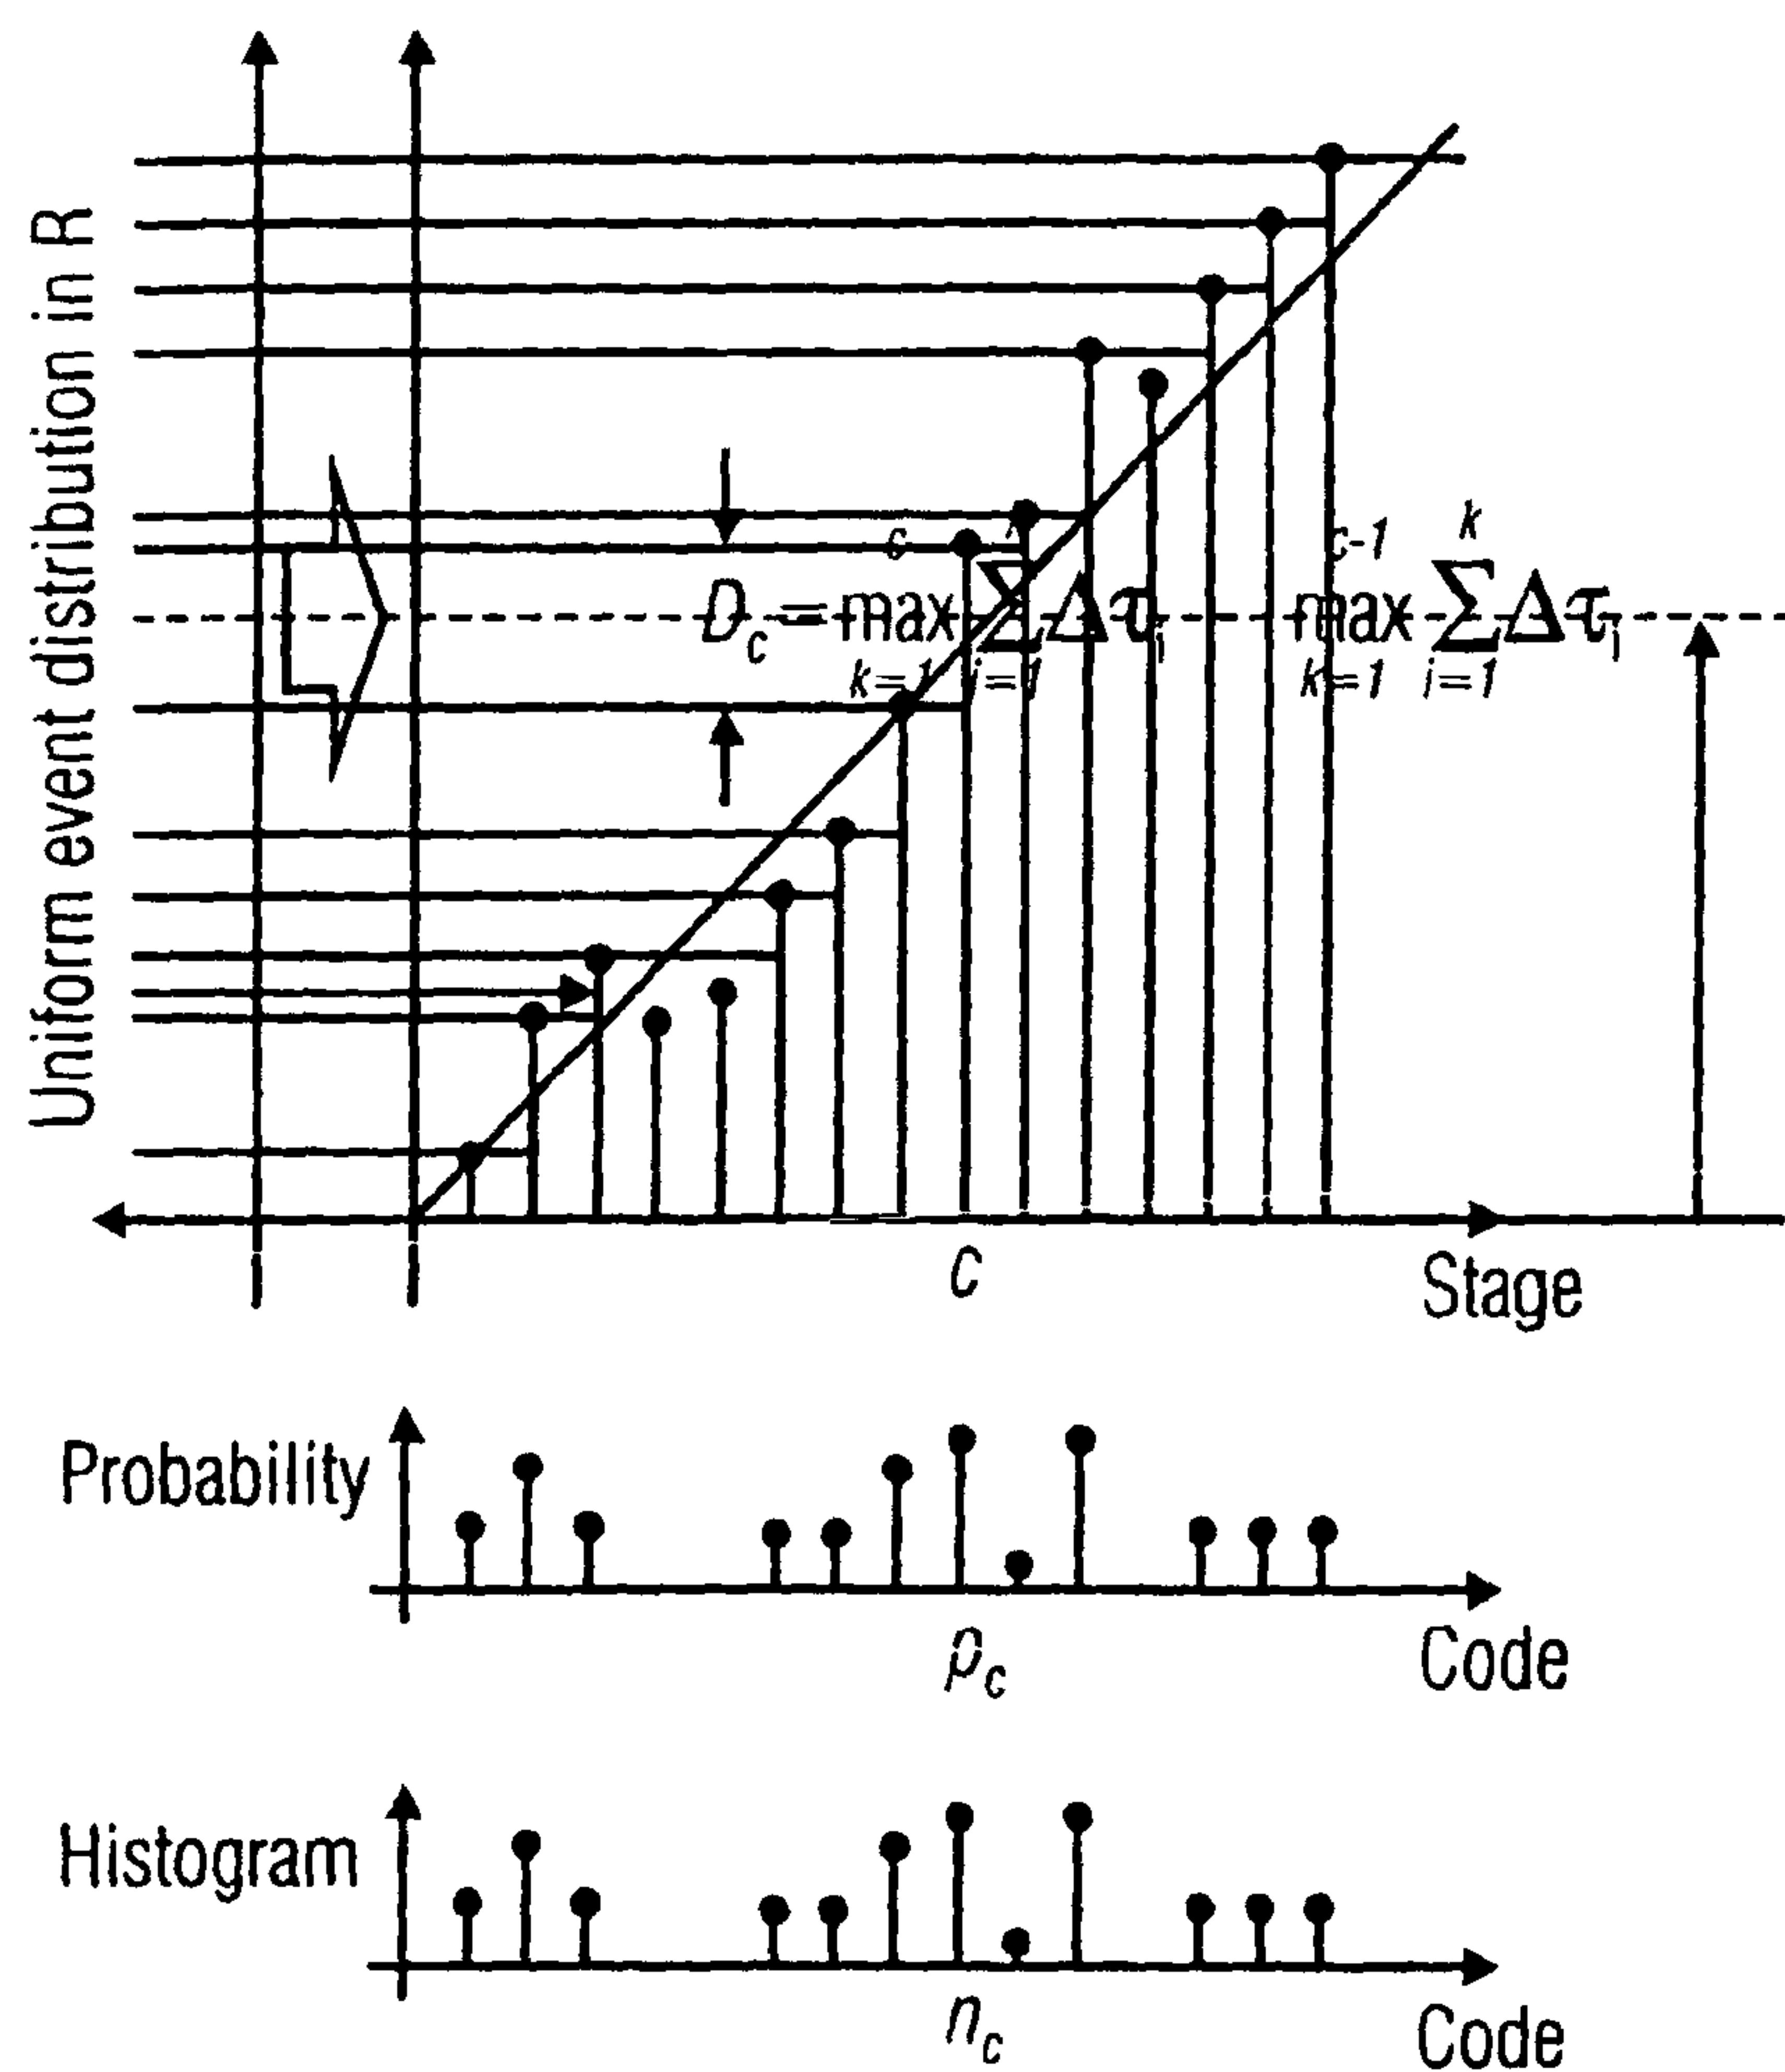 Uniform event distribution in R
c k c-1 k
D_c = max Σ Δτ_i max Σ Δτ_i
k=1 i=1 k=1 i=1
C
Stage
Probability
p_c
Code
Histogram
n_c
Code